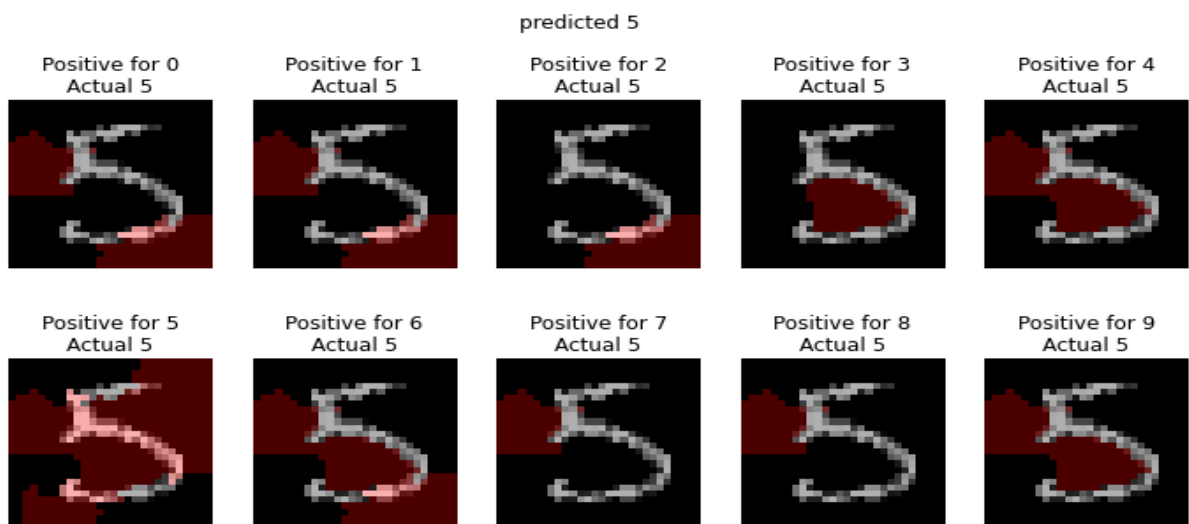 predicted 5
Positive for 0
Actual 5
Positive for 1
Actual 5
Positive for 2
Actual 5
Positive for 3
Actual 5
Positive for 4
Actual 5
Positive for 5
Actual 5
Positive for 6
Actual 5
Positive for 7
Actual 5
Positive for 8
Actual 5
Positive for 9
Actual 5